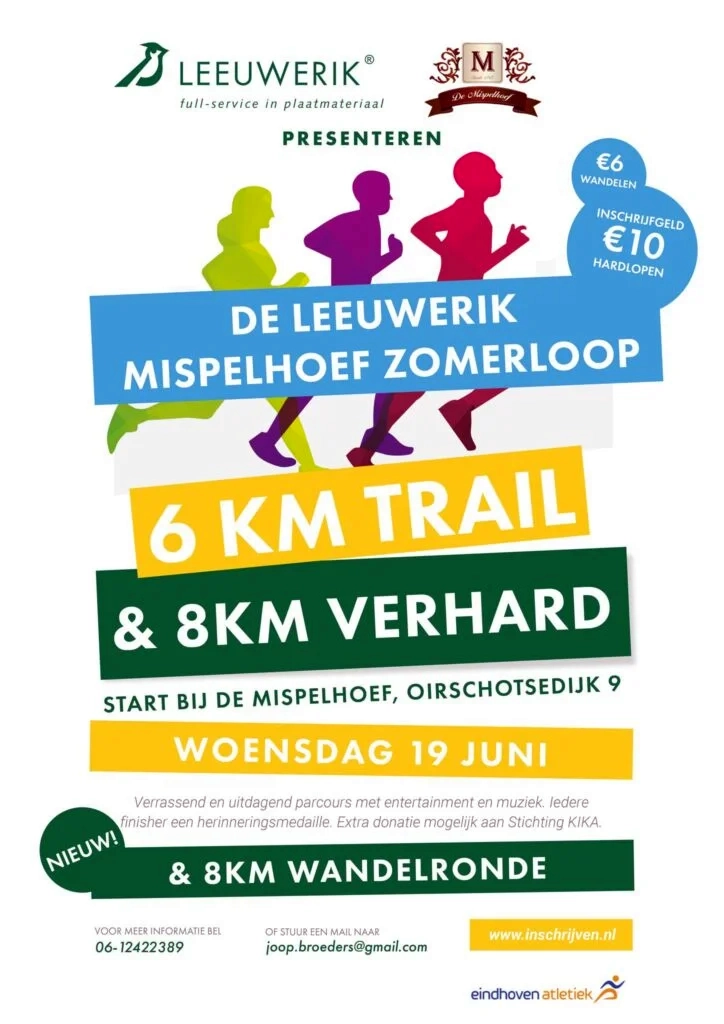 LEEUWERIK®
full-service in plaatmateriaal
M
De Mispelhoef
PRESENTEREN
€6
WANDELEN
INSCHRIJFGELD
€10
HARDLOPEN
DE LEEUWERIK
MISPELHOEF ZOMERLOOP
6 KM TRAIL
& 8KM VERHARD
START BIJ DE MISPELHOEF, OIRSCHOTSEDIJK 9
WOENSDAG 19 JUNI
Verrassend en uitdagend parcours met entertainment en muziek. Iedere
finisher een herinneringsmedaille. Extra donatie mogelijk aan Stichting KIKA.
NIEUW!
& 8KM WANDELRONDE
VOOR MEER INFORMATIE BEL
06-12422389
OF STUUR EEN MAIL NAAR
joop.broeders@gmail.com
www.inschrijven.nl
eindhoven atletiek